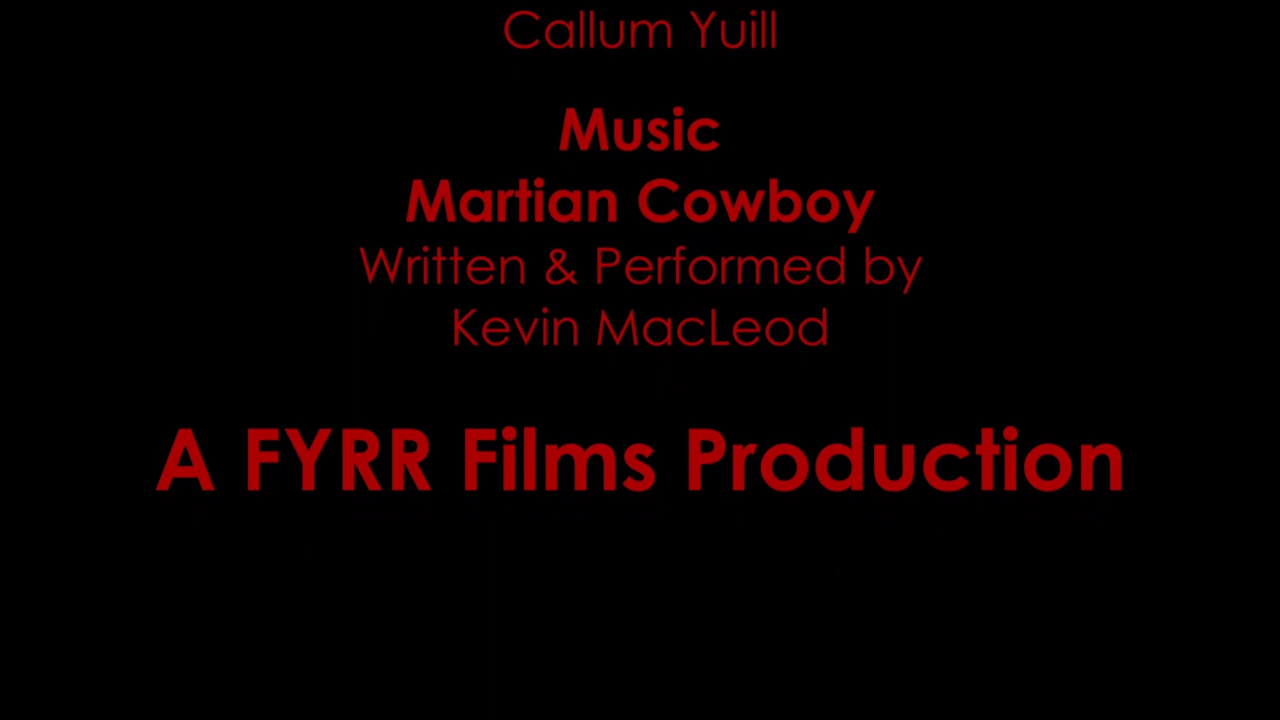 Callum Yuill
Music
Martian Cowboy
Written & Performed by
Kevin MacLeod
A FYRR Films Production